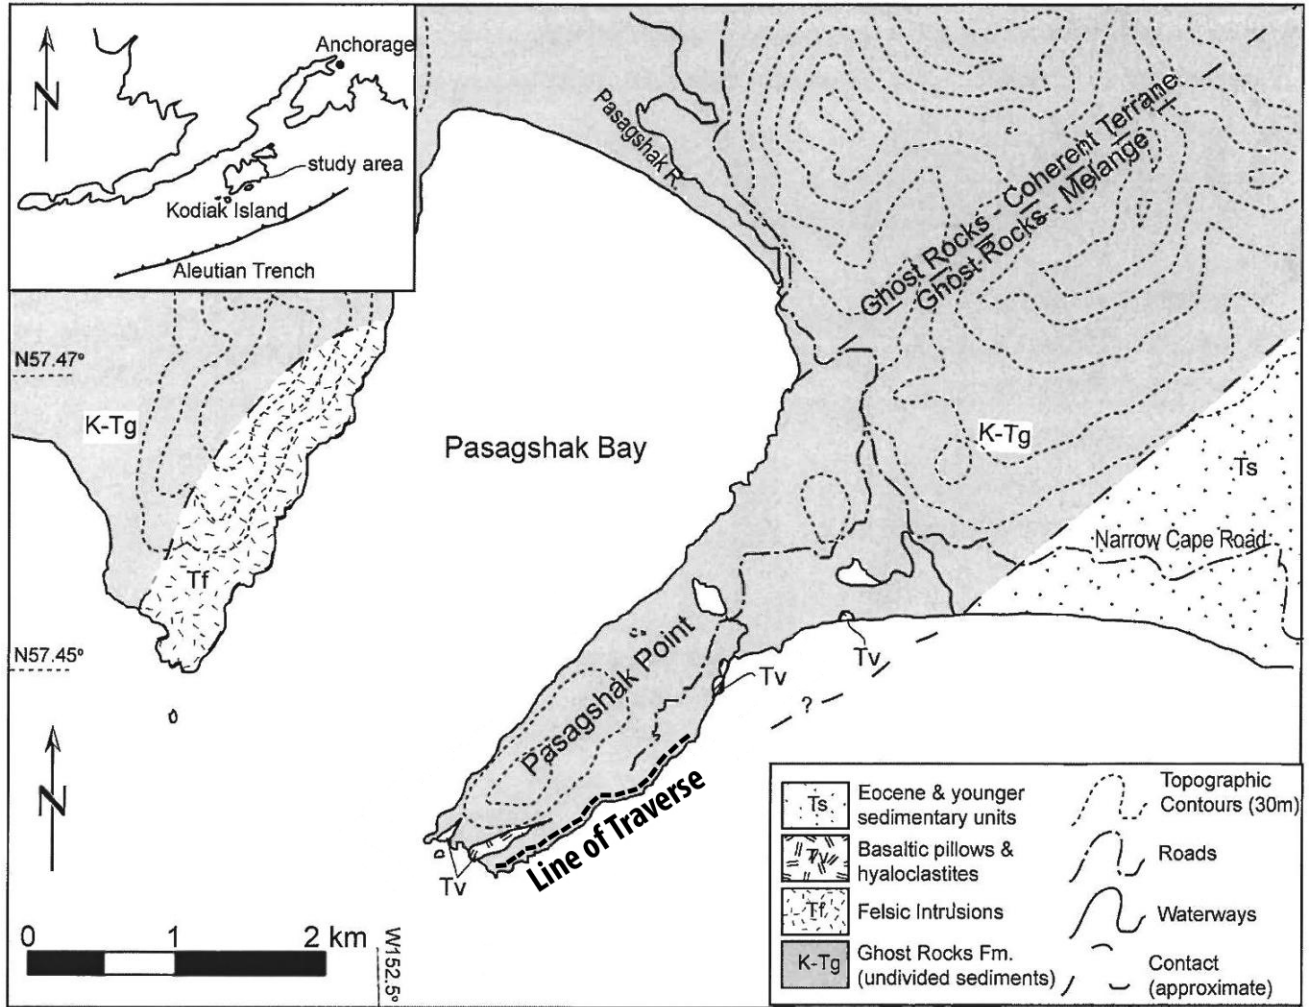 N
Anchorage
study area
Kodiak Island
Aleutian Trench
Pasagshak R.
Ghost Rocks - Coherent Terrane
Ghost Rocks - Melange
N57.47°
K-Tg
Pasagshak Bay
K-Tg
Ts
Narrow Cape Road
Tf
N57.45°
Tv
Tv
Pasagshak Point
?
N
Line of Traverse
Tv
0 1 2 km
W152.5°
Ts
Eocene & younger
sedimentary units
Tv
Basaltic pillows &
hyaloclastites
Tf
Felsic Intrusions
K-Tg
Ghost Rocks Fm.
(undivided sediments)
Topographic
Contours (30m)
Roads
Waterways
Contact
(approximate)